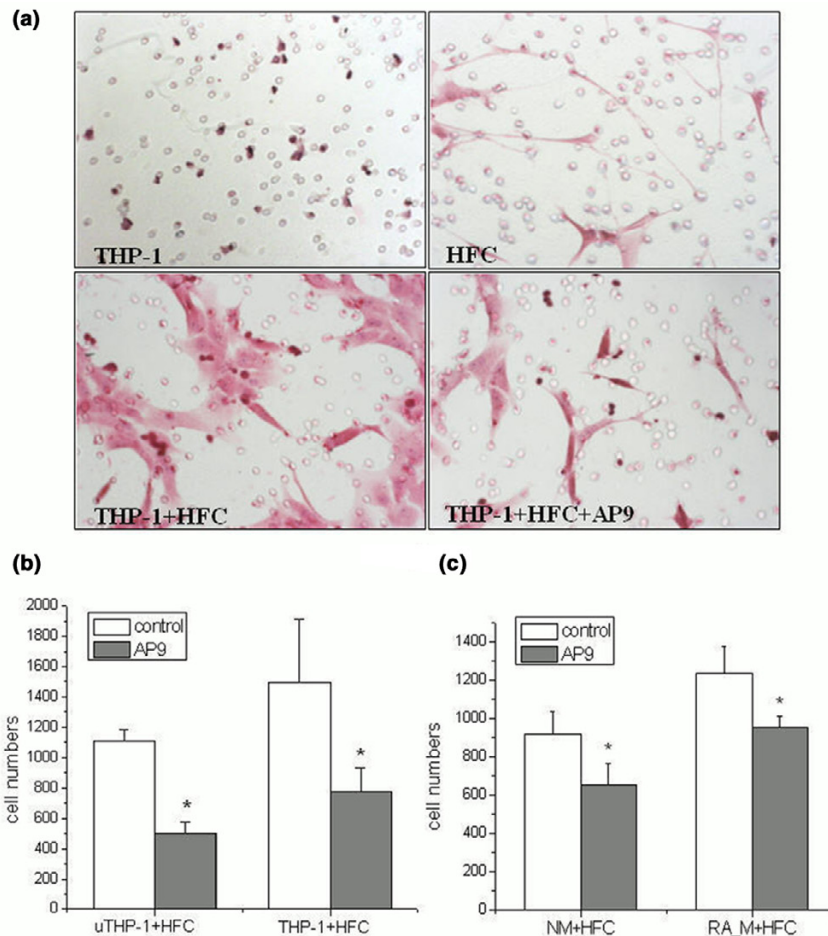 (a)
THP-1
HFC
THP-1+HFC
THP-1+HFC+AP9
(b)
2000
1800
1600
1400
1200
1000
800
600
400
200
0
cell numbers
control
AP9
*
*
uTHP-1+HFC
THP-1+HFC
(c)
1400
1200
1000
800
600
400
200
0
cell numbers
control
AP9
*
*
NM+HFC
RA_M+HFC